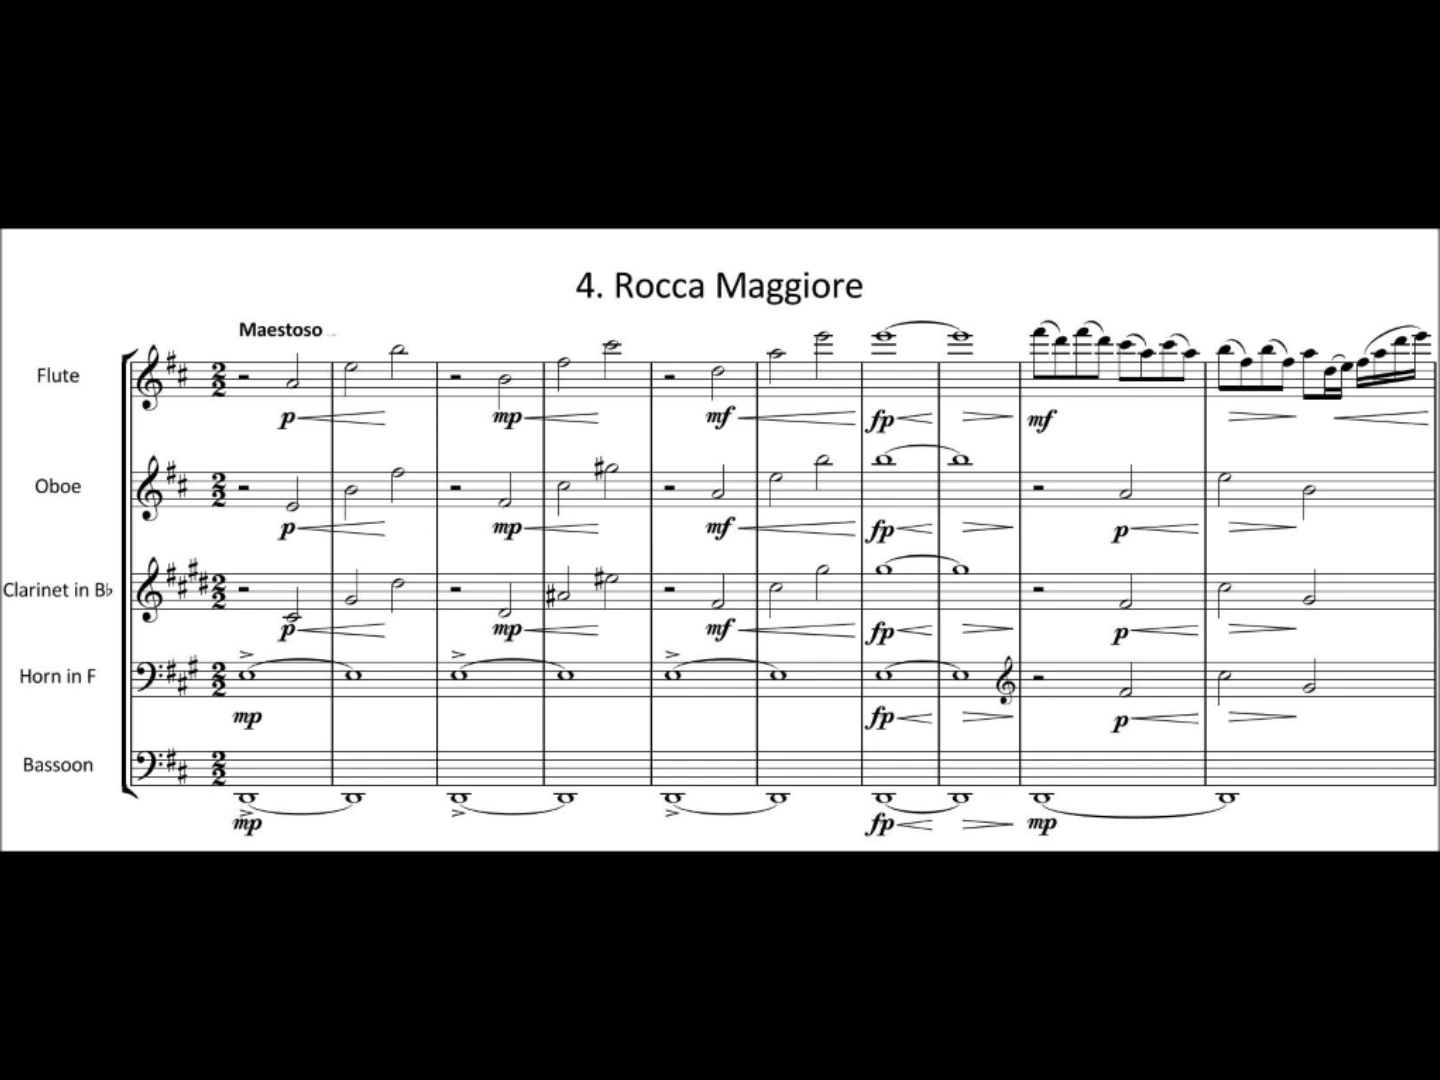 4. Rocca Maggiore
Maestoso
Flute
p mp mf fp mf
Oboe
p mp mf fp p
Clarinet in B♭
p mp mf fp p
Horn in F
mp fp p
Bassoon
mp fp mp